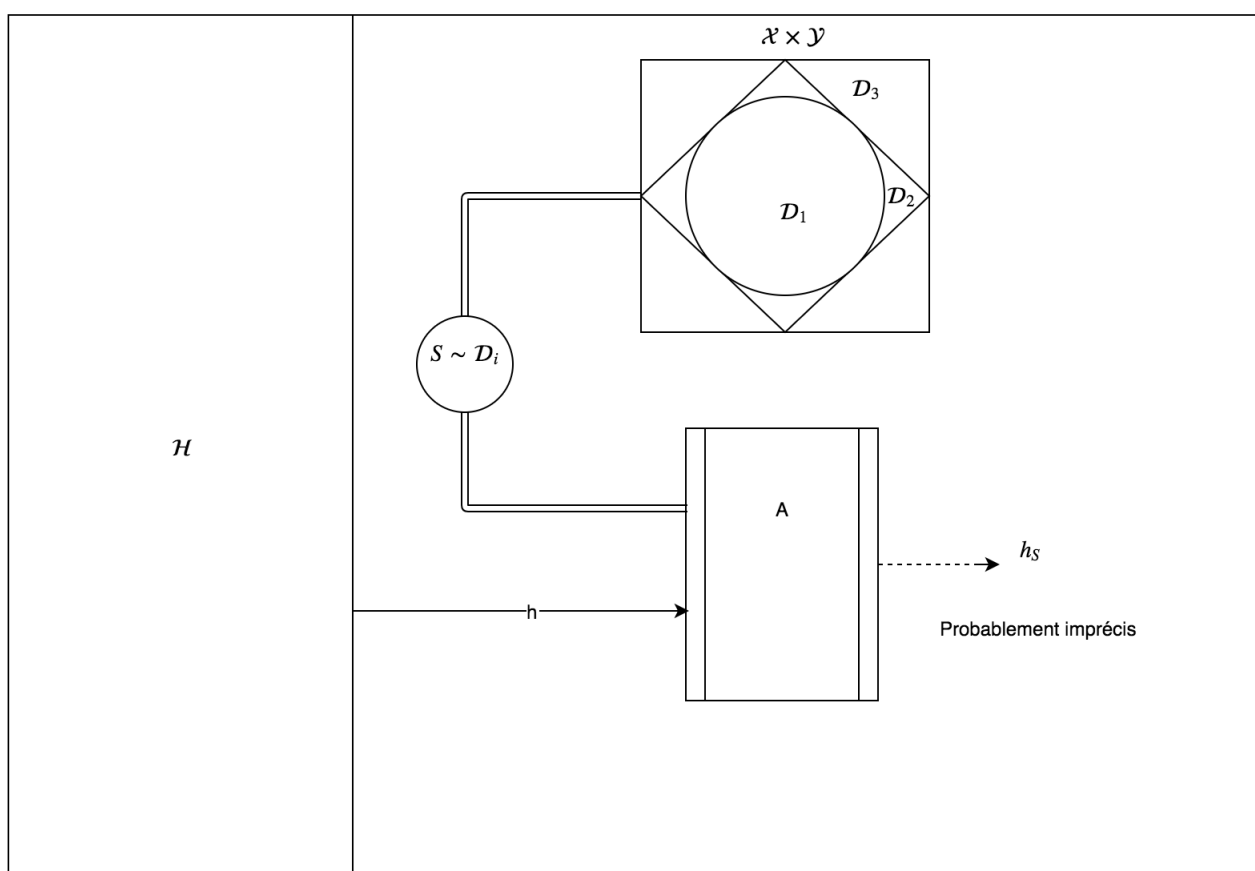 𝒳 × 𝒴
𝒟₃
𝒟₂
𝒟₁
S ∼ 𝒟ᵢ
ℋ
A
h_S
h
Probablement imprécis